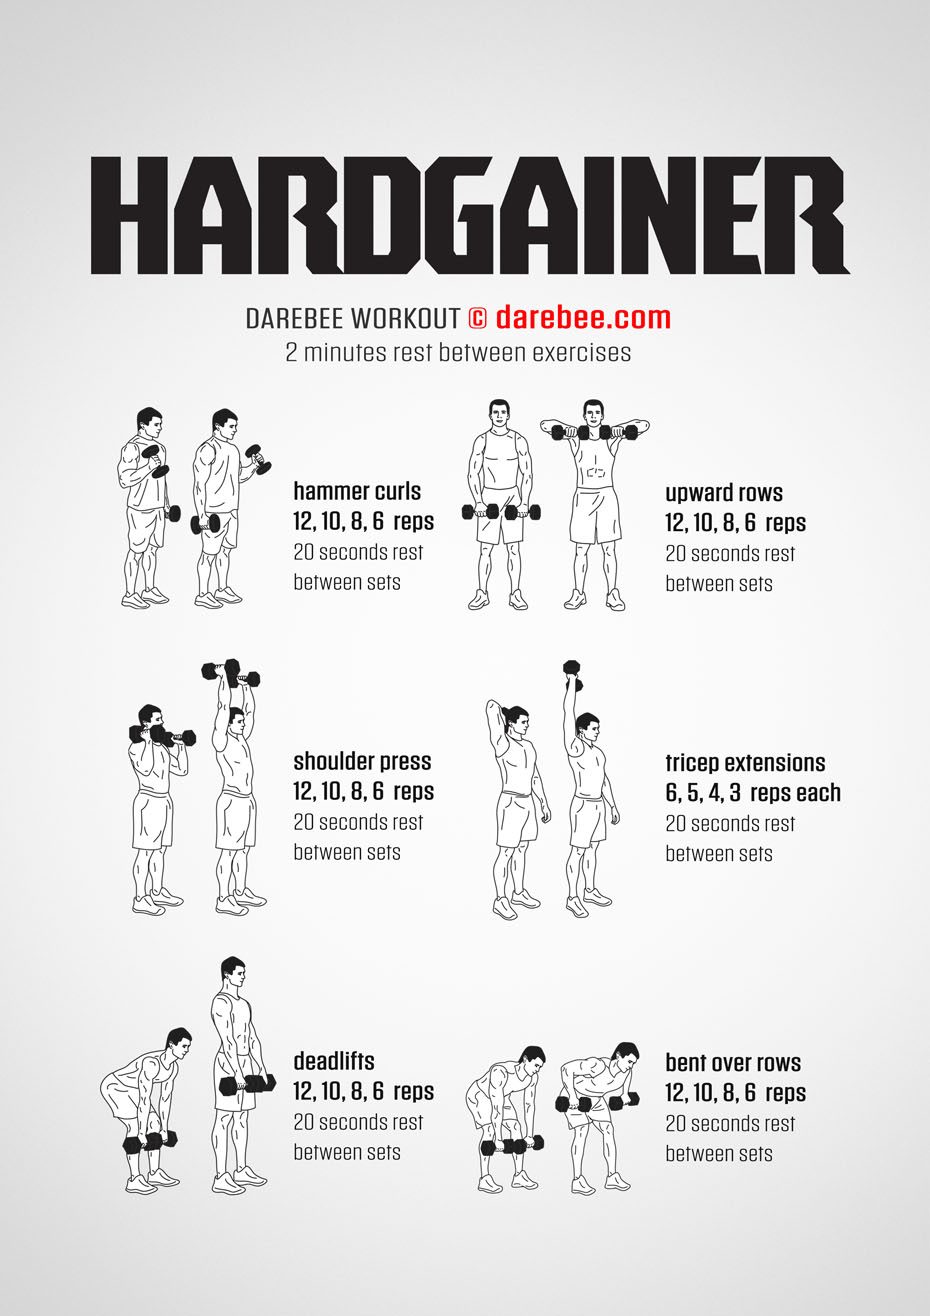 HARDGAINER
DAREBEE WORKOUT © darebee.com
2 minutes rest between exercises
hammer curls
12, 10, 8, 6 reps
20 seconds rest
between sets
upward rows
12, 10, 8, 6 reps
20 seconds rest
between sets
shoulder press
12, 10, 8, 6 reps
20 seconds rest
between sets
tricep extensions
6, 5, 4, 3 reps each
20 seconds rest
between sets
deadlifts
12, 10, 8, 6 reps
20 seconds rest
between sets
bent over rows
12, 10, 8, 6 reps
20 seconds rest
between sets